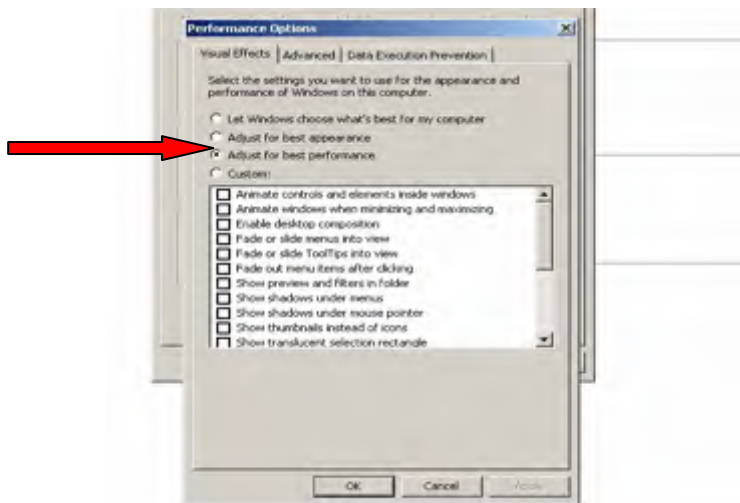 Performance Options
Visual Effects Advanced Data Execution Prevention
Select the settings you want to use for the appearance and
performance of Windows on this computer.
Let Windows choose what's best for my computer
Adjust for best appearance
Adjust for best performance
Custom:
Animate controls and elements inside windows
Animate windows when minimizing and maximizing
Enable desktop composition
Fade or slide menus into view
Fade or slide ToolTips into view
Fade out menu items after clicking
Show preview and filters in folder
Show shadows under menus
Show shadows under mouse pointer
Show thumbnails instead of icons
Show translucent selection rectangle
OK Cancel Apply